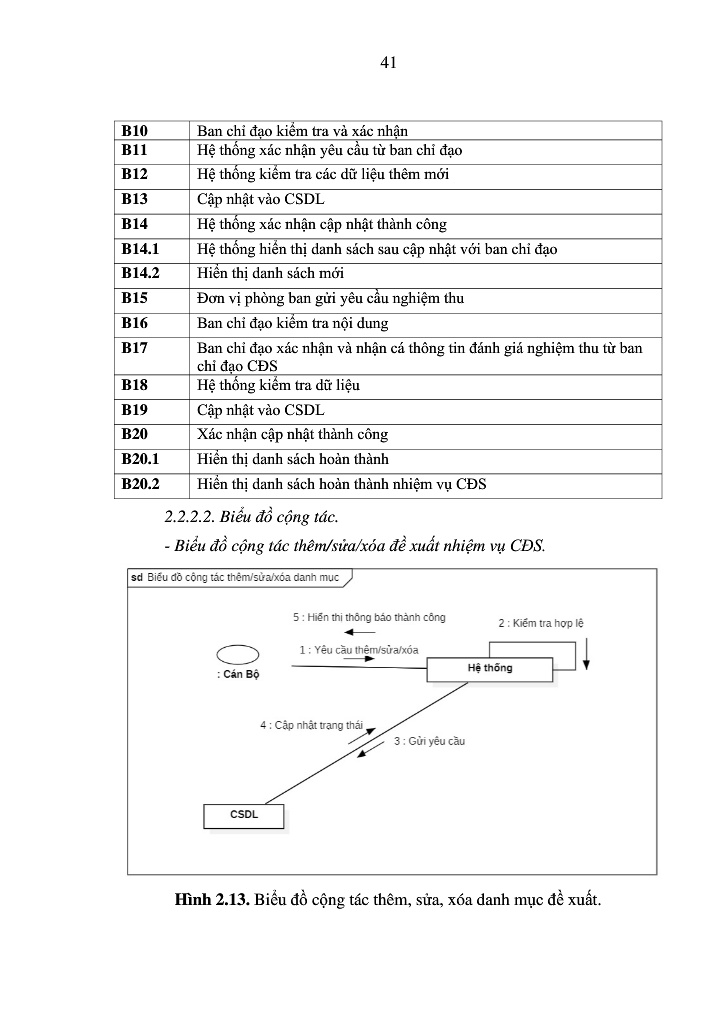 41
B10 Ban chỉ đạo kiểm tra và xác nhận
B11 Hệ thống xác nhận yêu cầu từ ban chỉ đạo
B12 Hệ thống kiểm tra các dữ liệu thêm mới
B13 Cập nhật vào CSDL
B14 Hệ thống xác nhận cập nhật thành công
B14.1 Hệ thống hiển thị danh sách sau cập nhật với ban chỉ đạo
B14.2 Hiển thị danh sách mới
B15 Đơn vị phòng ban gửi yêu cầu nghiệm thu
B16 Ban chỉ đạo kiểm tra nội dung
B17 Ban chỉ đạo xác nhận và nhận cá thông tin đánh giá nghiệm thu từ ban
chỉ đạo CĐS
B18 Hệ thống kiểm tra dữ liệu
B19 Cập nhật vào CSDL
B20 Xác nhận cập nhật thành công
B20.1 Hiển thị danh sách hoàn thành
B20.2 Hiển thị danh sách hoàn thành nhiệm vụ CĐS
2.2.2.2. Biểu đồ cộng tác.
- Biểu đồ cộng tác thêm/sửa/xóa đề xuất nhiệm vụ CĐS.
sd Biểu đồ cộng tác thêm/sửa/xóa danh mục
5 : Hiển thị thông báo thành công
2 : Kiểm tra hợp lệ
1 : Yêu cầu thêm/sửa/xóa
Hệ thống
: Cán Bộ
4 : Cập nhật trạng thái
3 : Gửi yêu cầu
CSDL
Hình 2.13. Biểu đồ cộng tác thêm, sửa, xóa danh mục đề xuất.